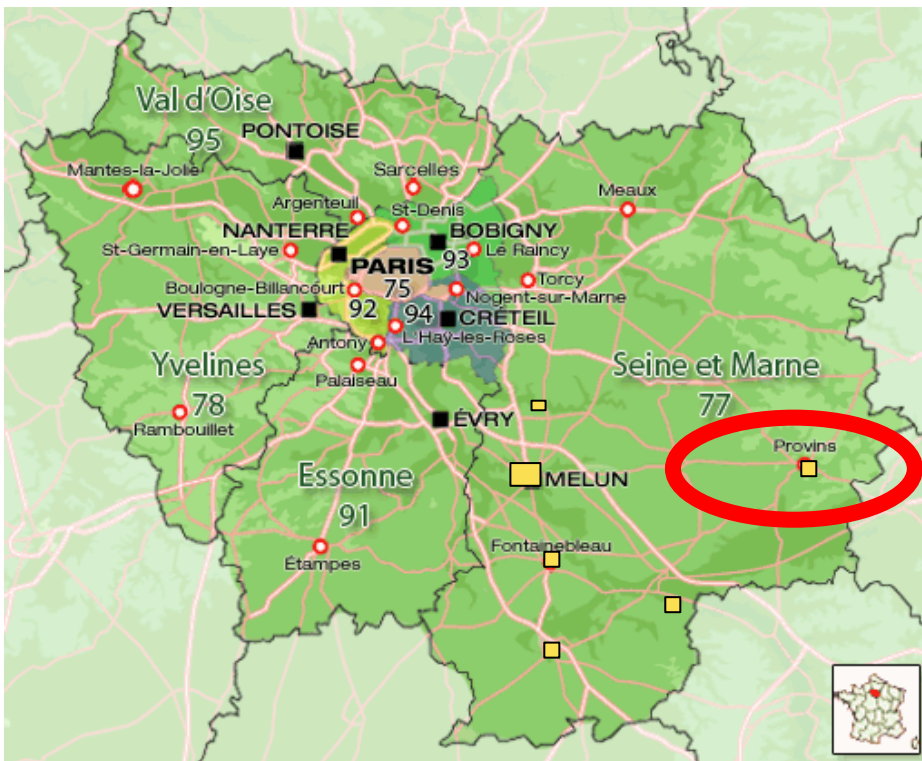 Val d'Oise
95
PONTOISE
Mantes-la-Jolie
Sarcelles
Meaux
Argenteuil
St-Denis
NANTERRE
BOBIGNY
St-Germain-en-Laye
93
Lé Raincy
PARIS
75
Torcy
Boulogne-Billancourt
Nogent-sur-Marne
VERSAILLES
92
94
CRÉTEIL
L'Haÿ-les-Roses
Antony
Palaiseau
Yvelines
78
Seine et Marne
77
Rambouillet
ÉVRY
Provins
Essonne
91
MELUN
Fontainebleau
Étampes